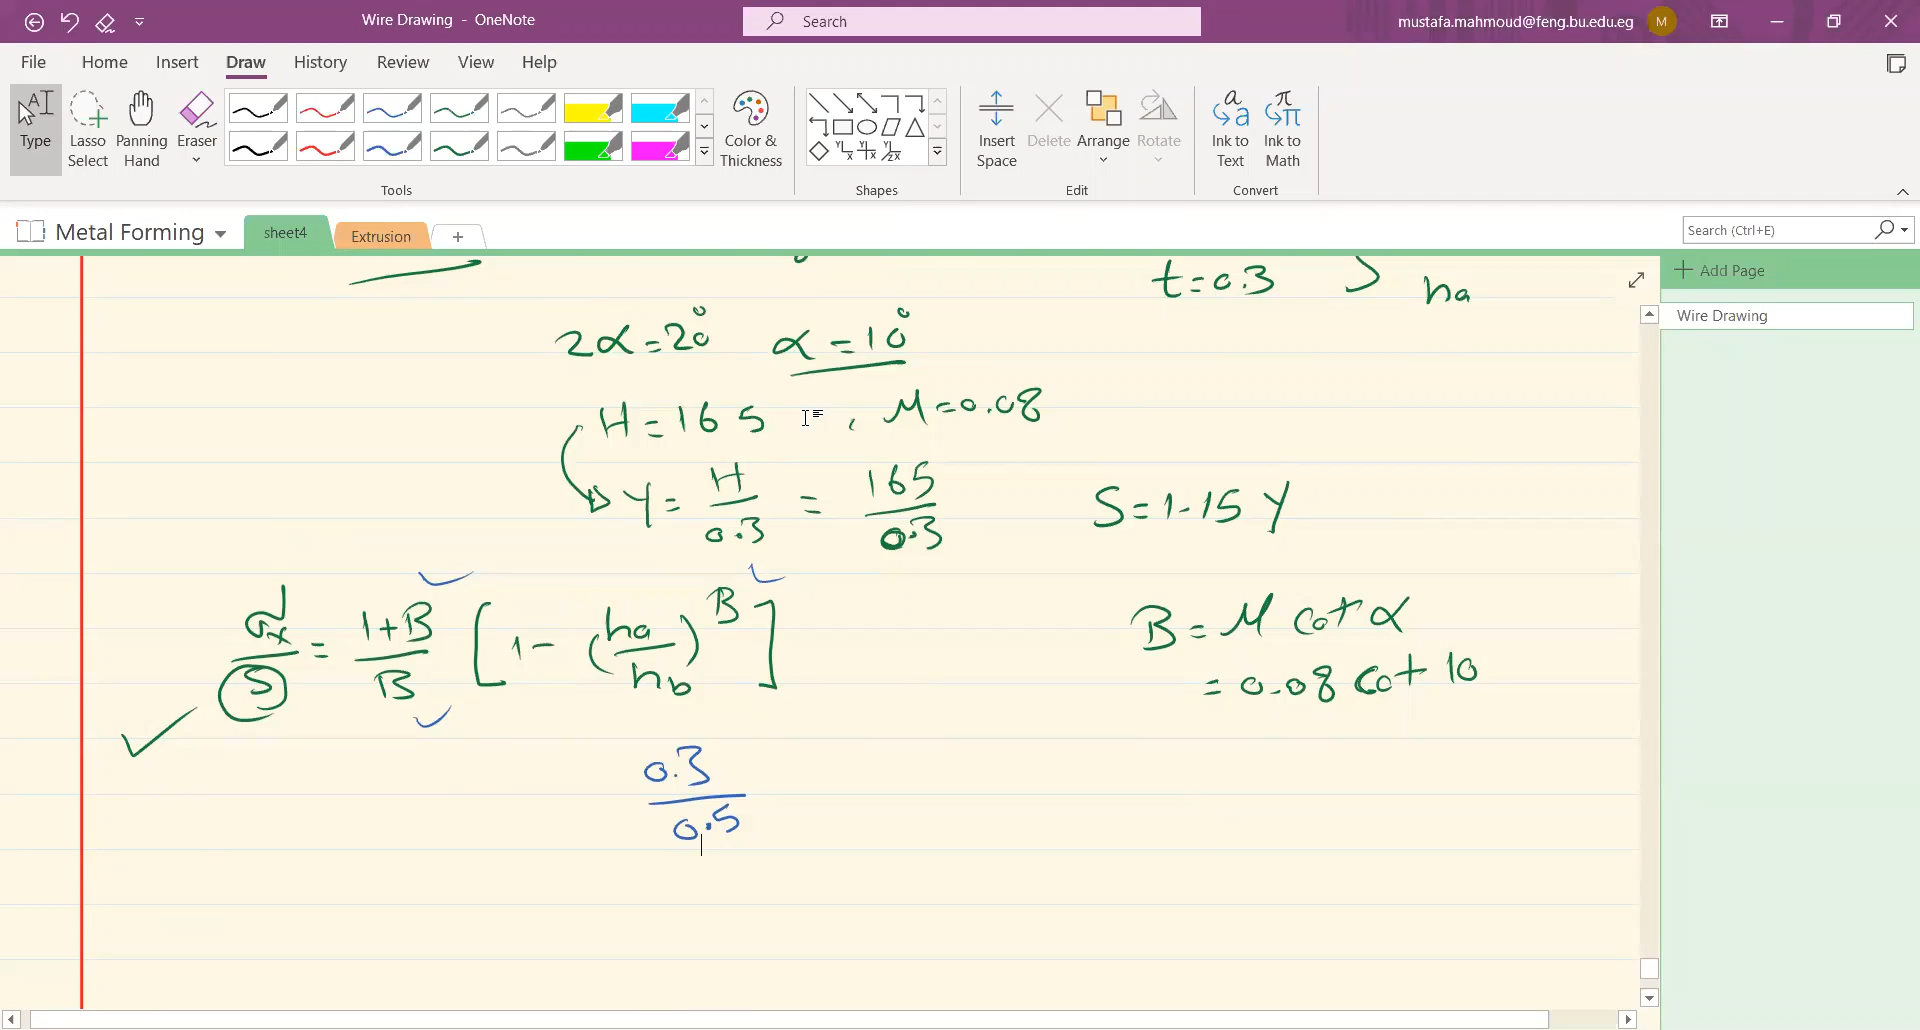 Wire Drawing - OneNote
Search
mustafa.mahmoud@feng.bu.edu.eg
M
File Home Insert Draw History Review View Help
Type
Lasso Select
Panning Hand
Eraser
Color & Thickness
Insert Space
Delete
Arrange
Rotate
Ink to Text
Ink to Math
Tools
Shapes
Edit
Convert
Metal Forming
sheet4
Extrusion
+
Search (Ctrl+E)
Add Page
Wire Drawing
t=0.3
ha
2α=20° α=10°
H=165 , M=0.08
Y = H/0.3 = 165/0.3 S=1.15 Y
σx/S = 1+B/B [1-(ha/hb)^B] B = M cot α
= 0.08 Cot 10
0.3/0.5